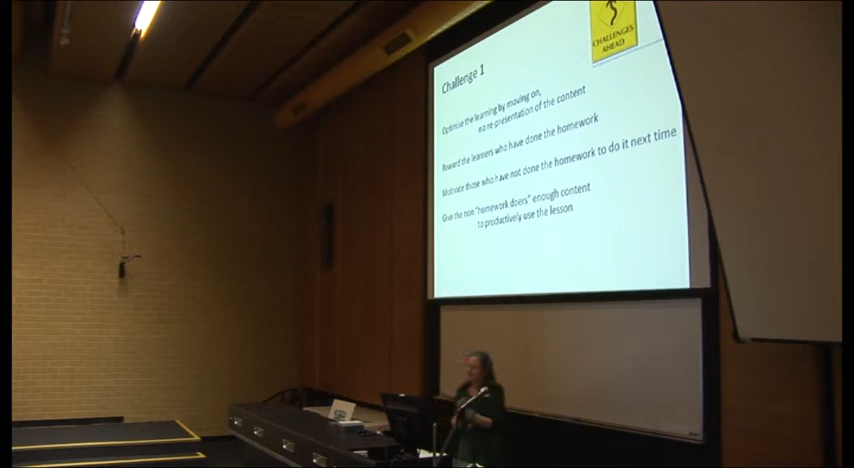 CHALLENGES
AHEAD
Challenge 1
Optimise the learning by moving on,
no re-presentation of the content
Reward the learners who have done the homework
Motivate those who have not done the homework to do it next time
Give the non "homework doers" enough content
to productively use the lesson